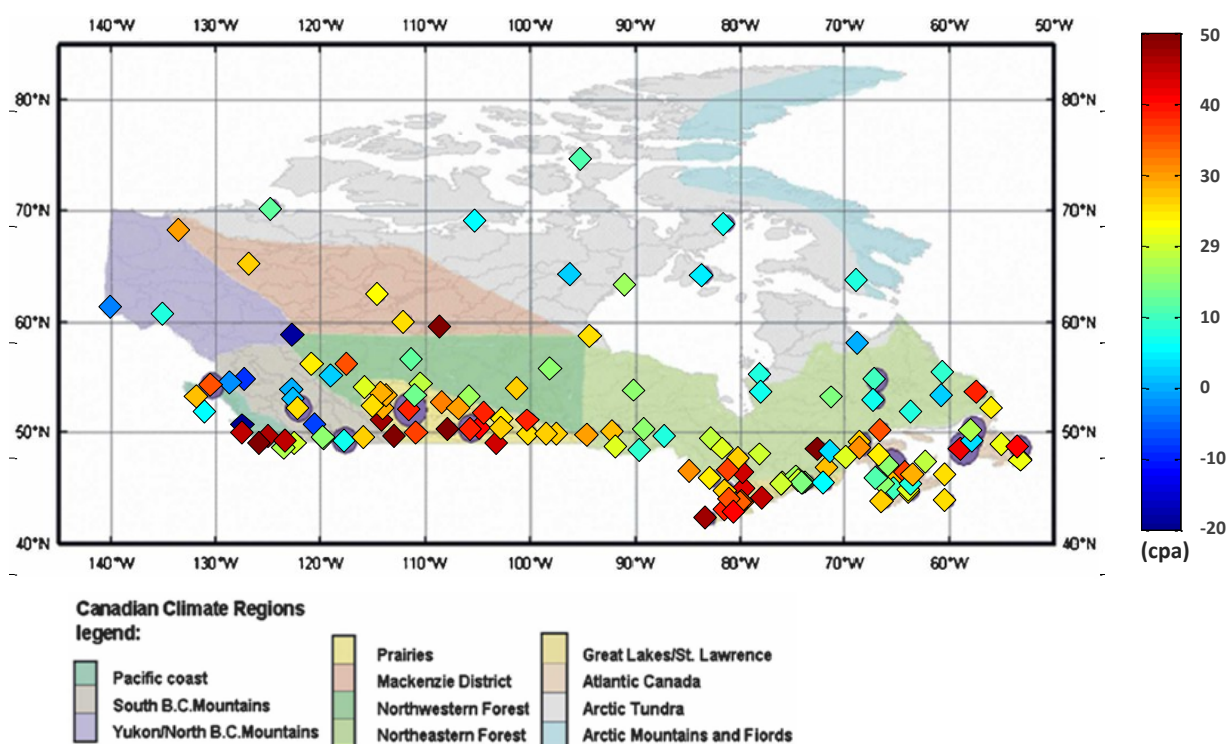 140°W 130°W 120°W 110°W 100°W 90°W 80°W 70°W 60°W 50°W
80°N 80°N
70°N 70°N
60°N 60°N
50°N 50°N
40°N 40°N
140°W 130°W 120°W 110°W 100°W 90°W 80°W 70°W 60°W
50
40
30
29
10
0
-10
-20
(cpa)
Canadian Climate Regions
legend:
Pacific coast
South B.C.Mountains
Yukon/North B.C.Mountains
Prairies
Mackenzie District
Northwestern Forest
Northeastern Forest
Great Lakes/St. Lawrence
Atlantic Canada
Arctic Tundra
Arctic Mountains and Fiords